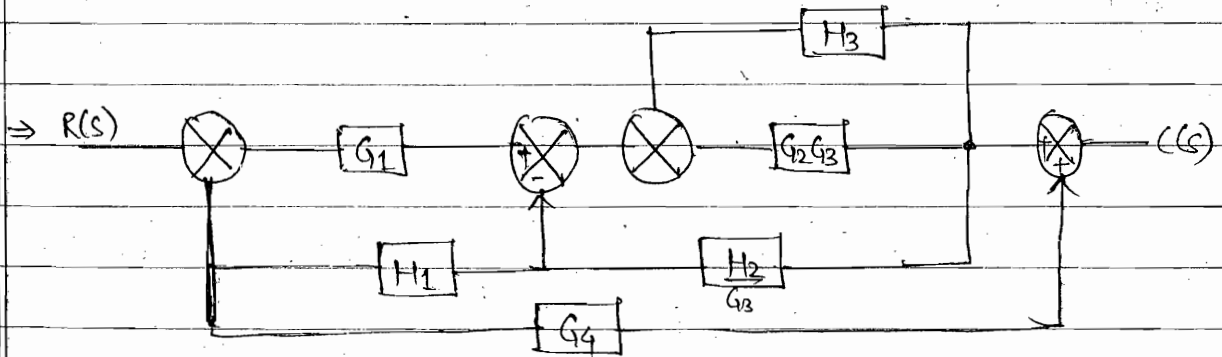 H3
⇒ R(S) G1 + - G2G3 + + C(S)
H1 H2/G3
G4